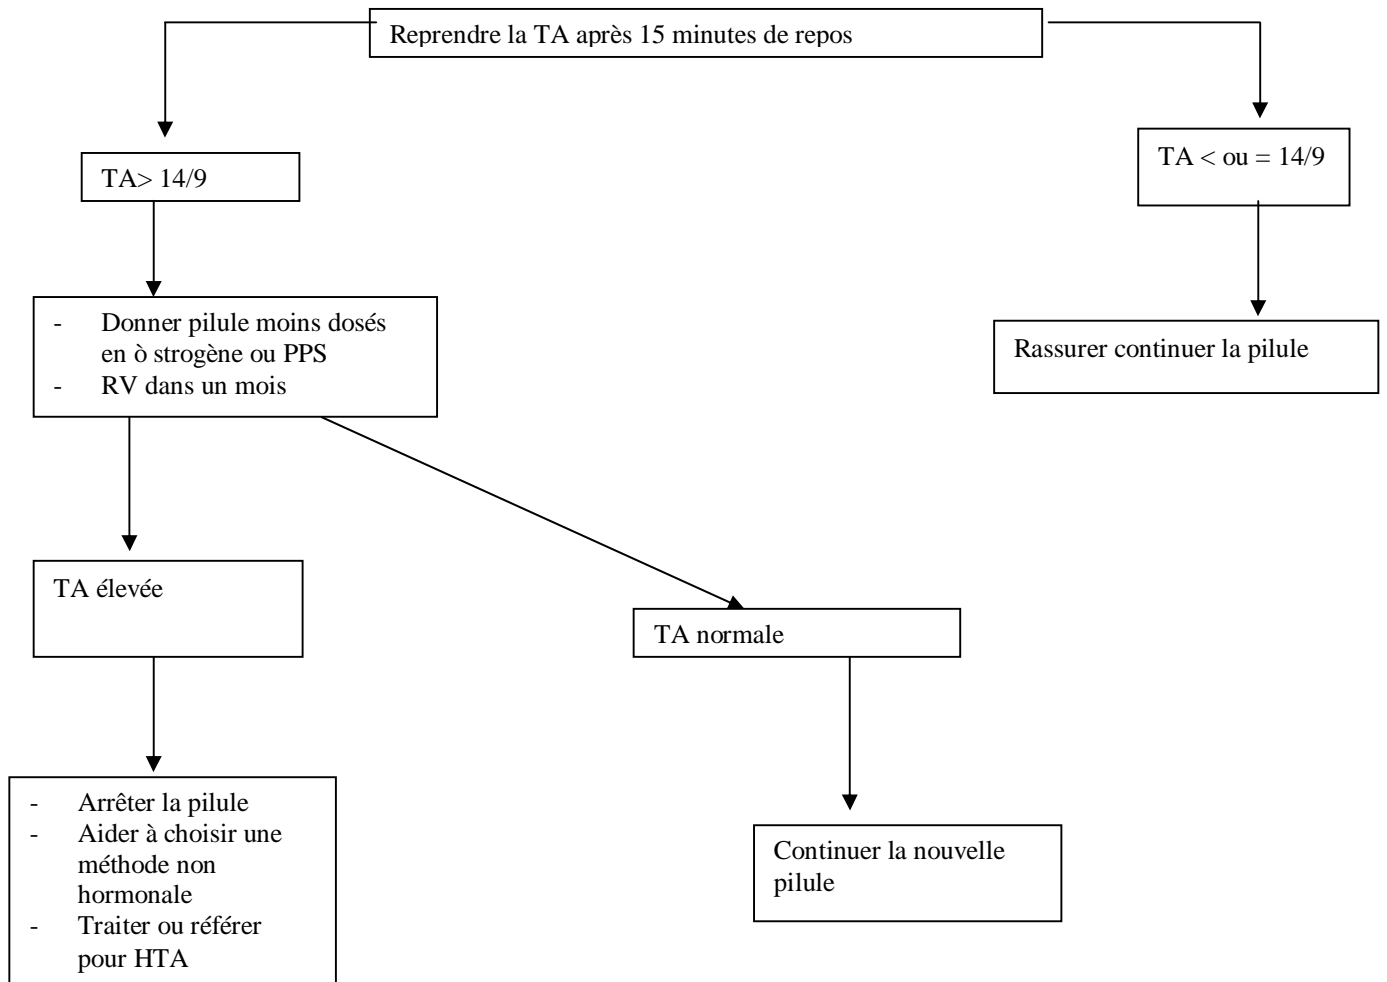 Reprendre la TA après 15 minutes de repos
TA> 14/9
TA < ou = 14/9
- Donner pilule moins dosés
en ò strogène ou PPS
- RV dans un mois
Rassurer continuer la pilule
TA élevée
TA normale
- Arrêter la pilule
- Aider à choisir une
méthode non
hormonale
- Traiter ou référer
pour HTA
Continuer la nouvelle
pilule